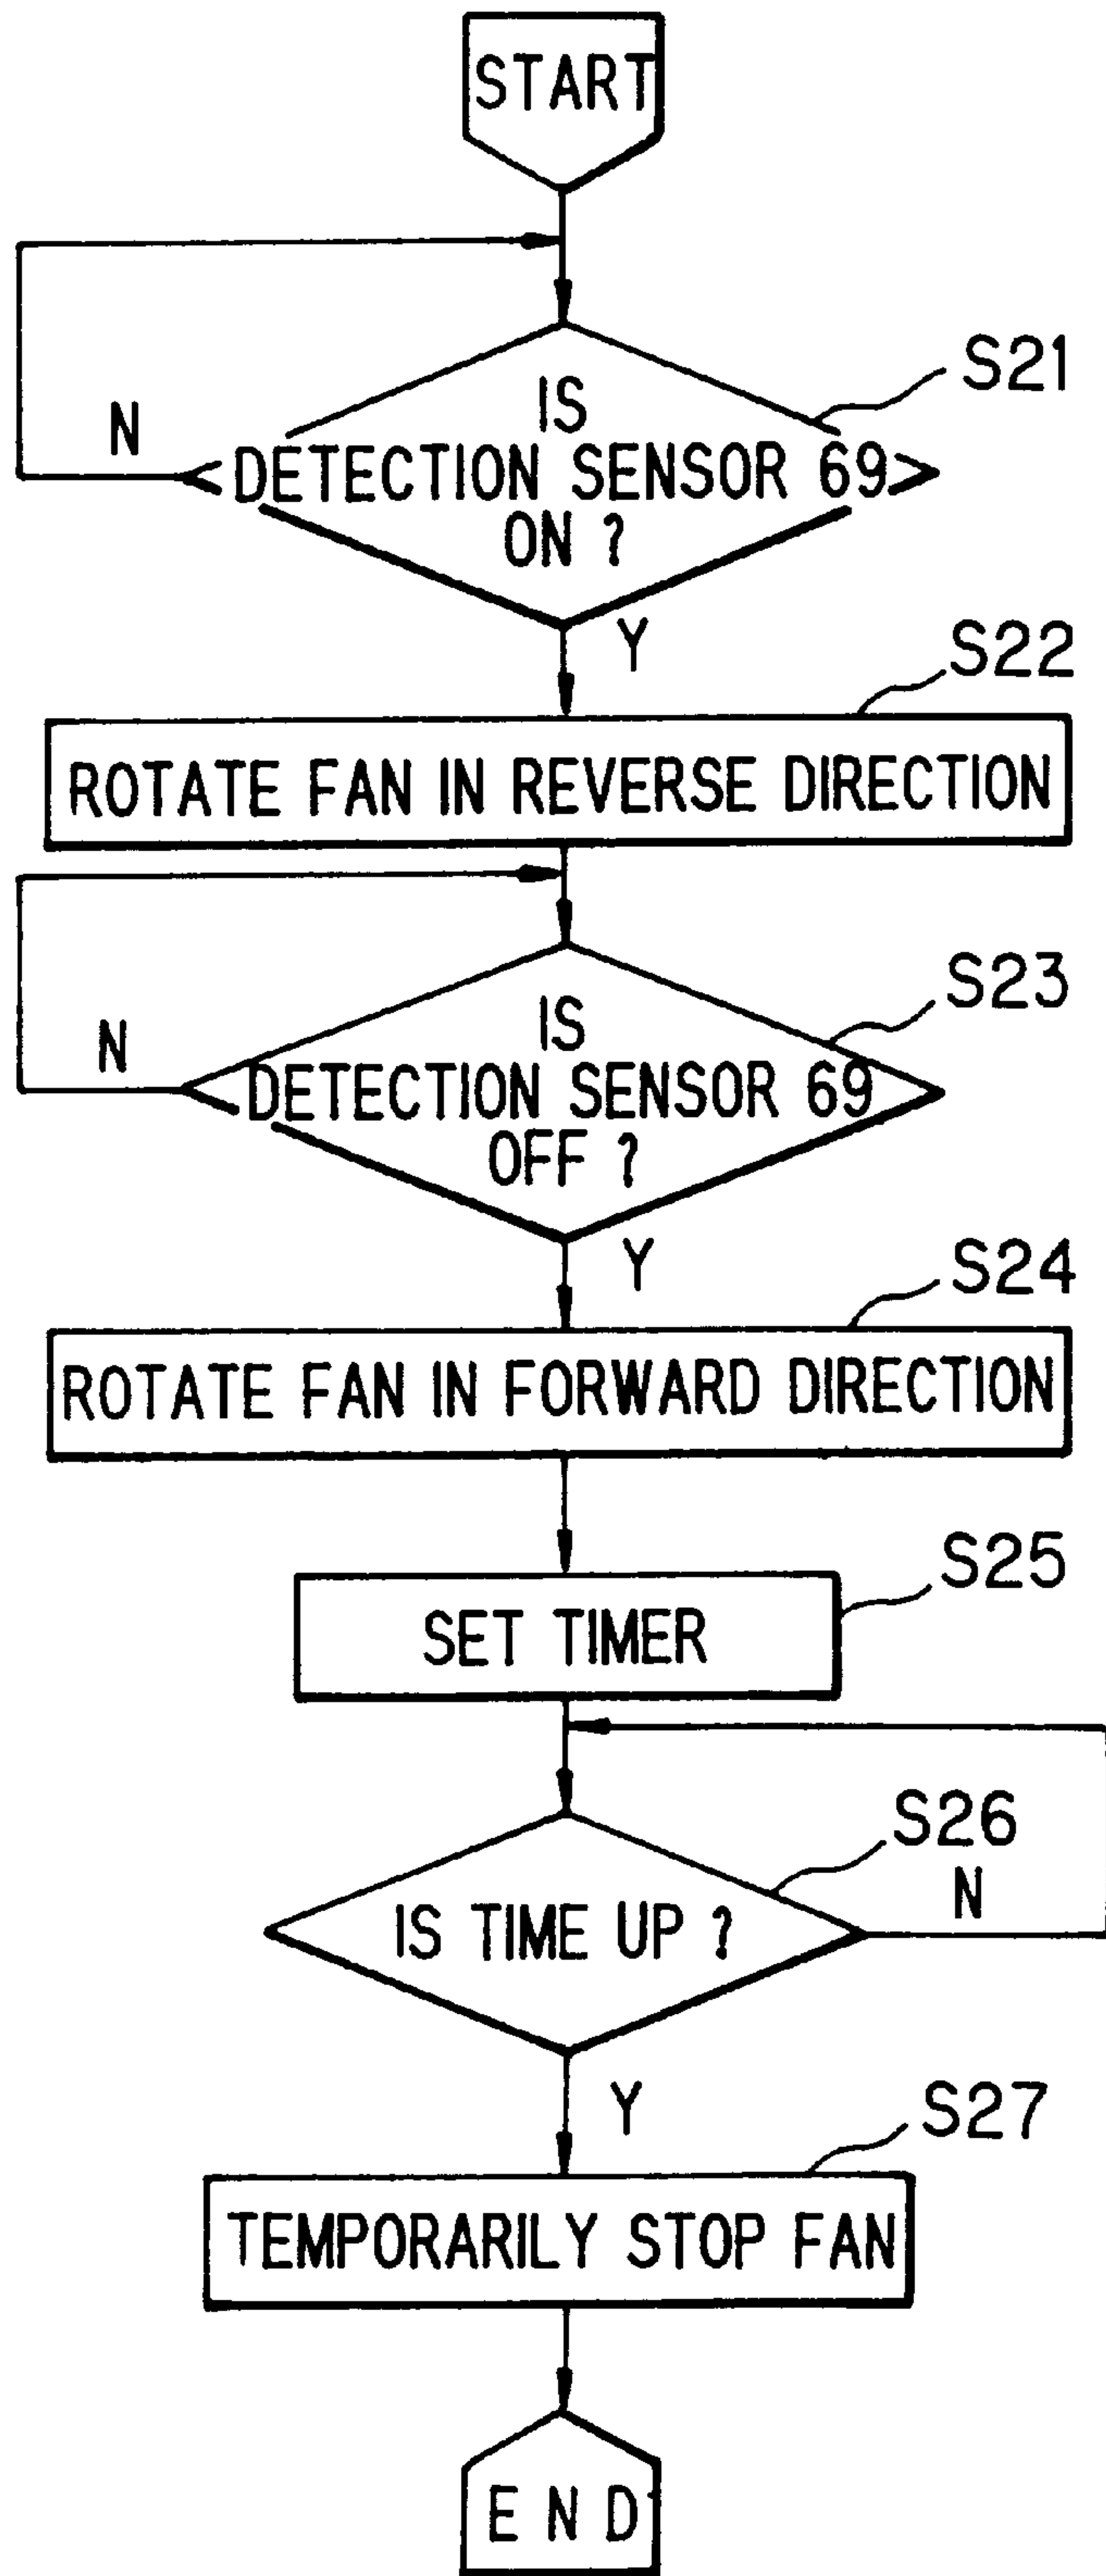 START
S21
N
IS
DETECTION SENSOR 69
ON ?
Y
S22
ROTATE FAN IN REVERSE DIRECTION
S23
N
IS
DETECTION SENSOR 69
OFF ?
Y
S24
ROTATE FAN IN FORWARD DIRECTION
S25
SET TIMER
S26
N
IS TIME UP ?
Y
S27
TEMPORARILY STOP FAN
END